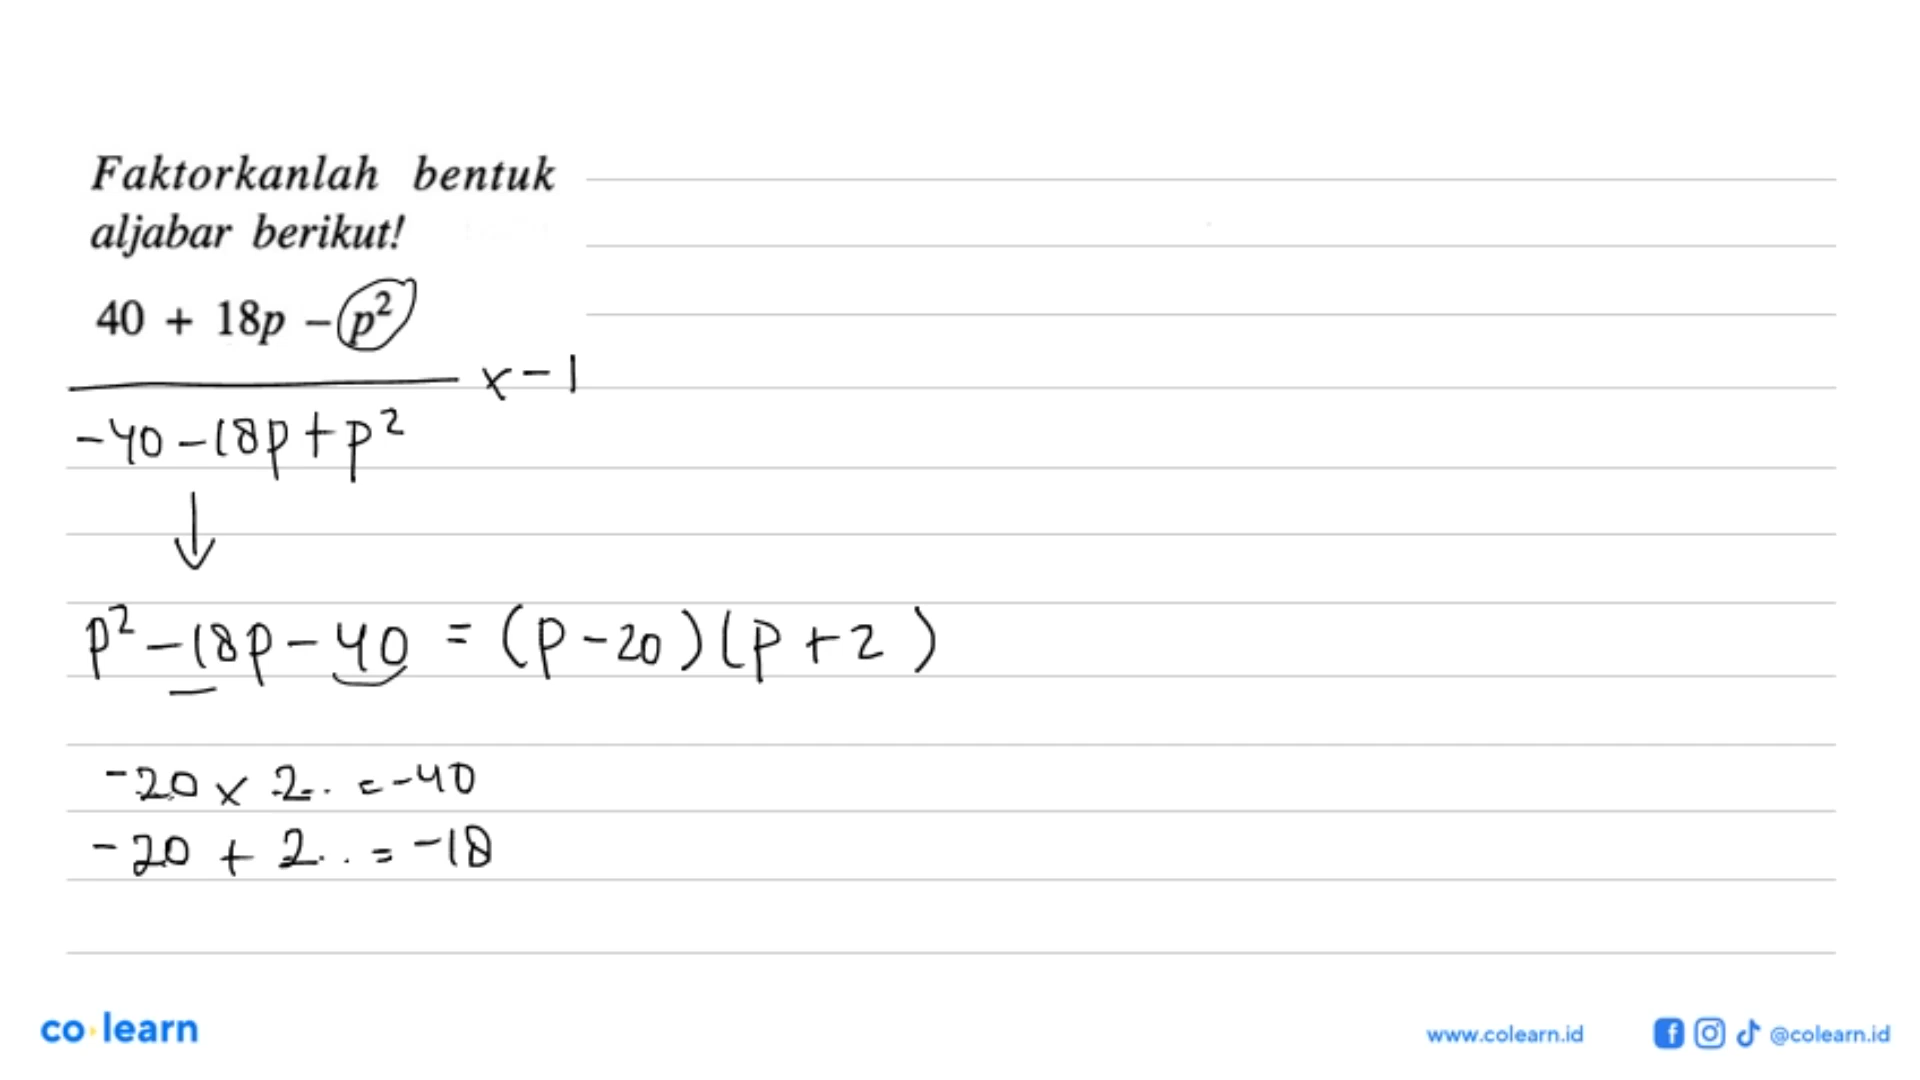 Faktorkanlah bentuk
aljabar berikut!
40 + 18p - p²
x - 1
-40 - 18p + p²
p² - 18p - 40 = (p - 20)(p + 2)
-20 x 2.. = -40
-20 + 2.. = -18
co·learn
www.colearn.id
@colearn.id